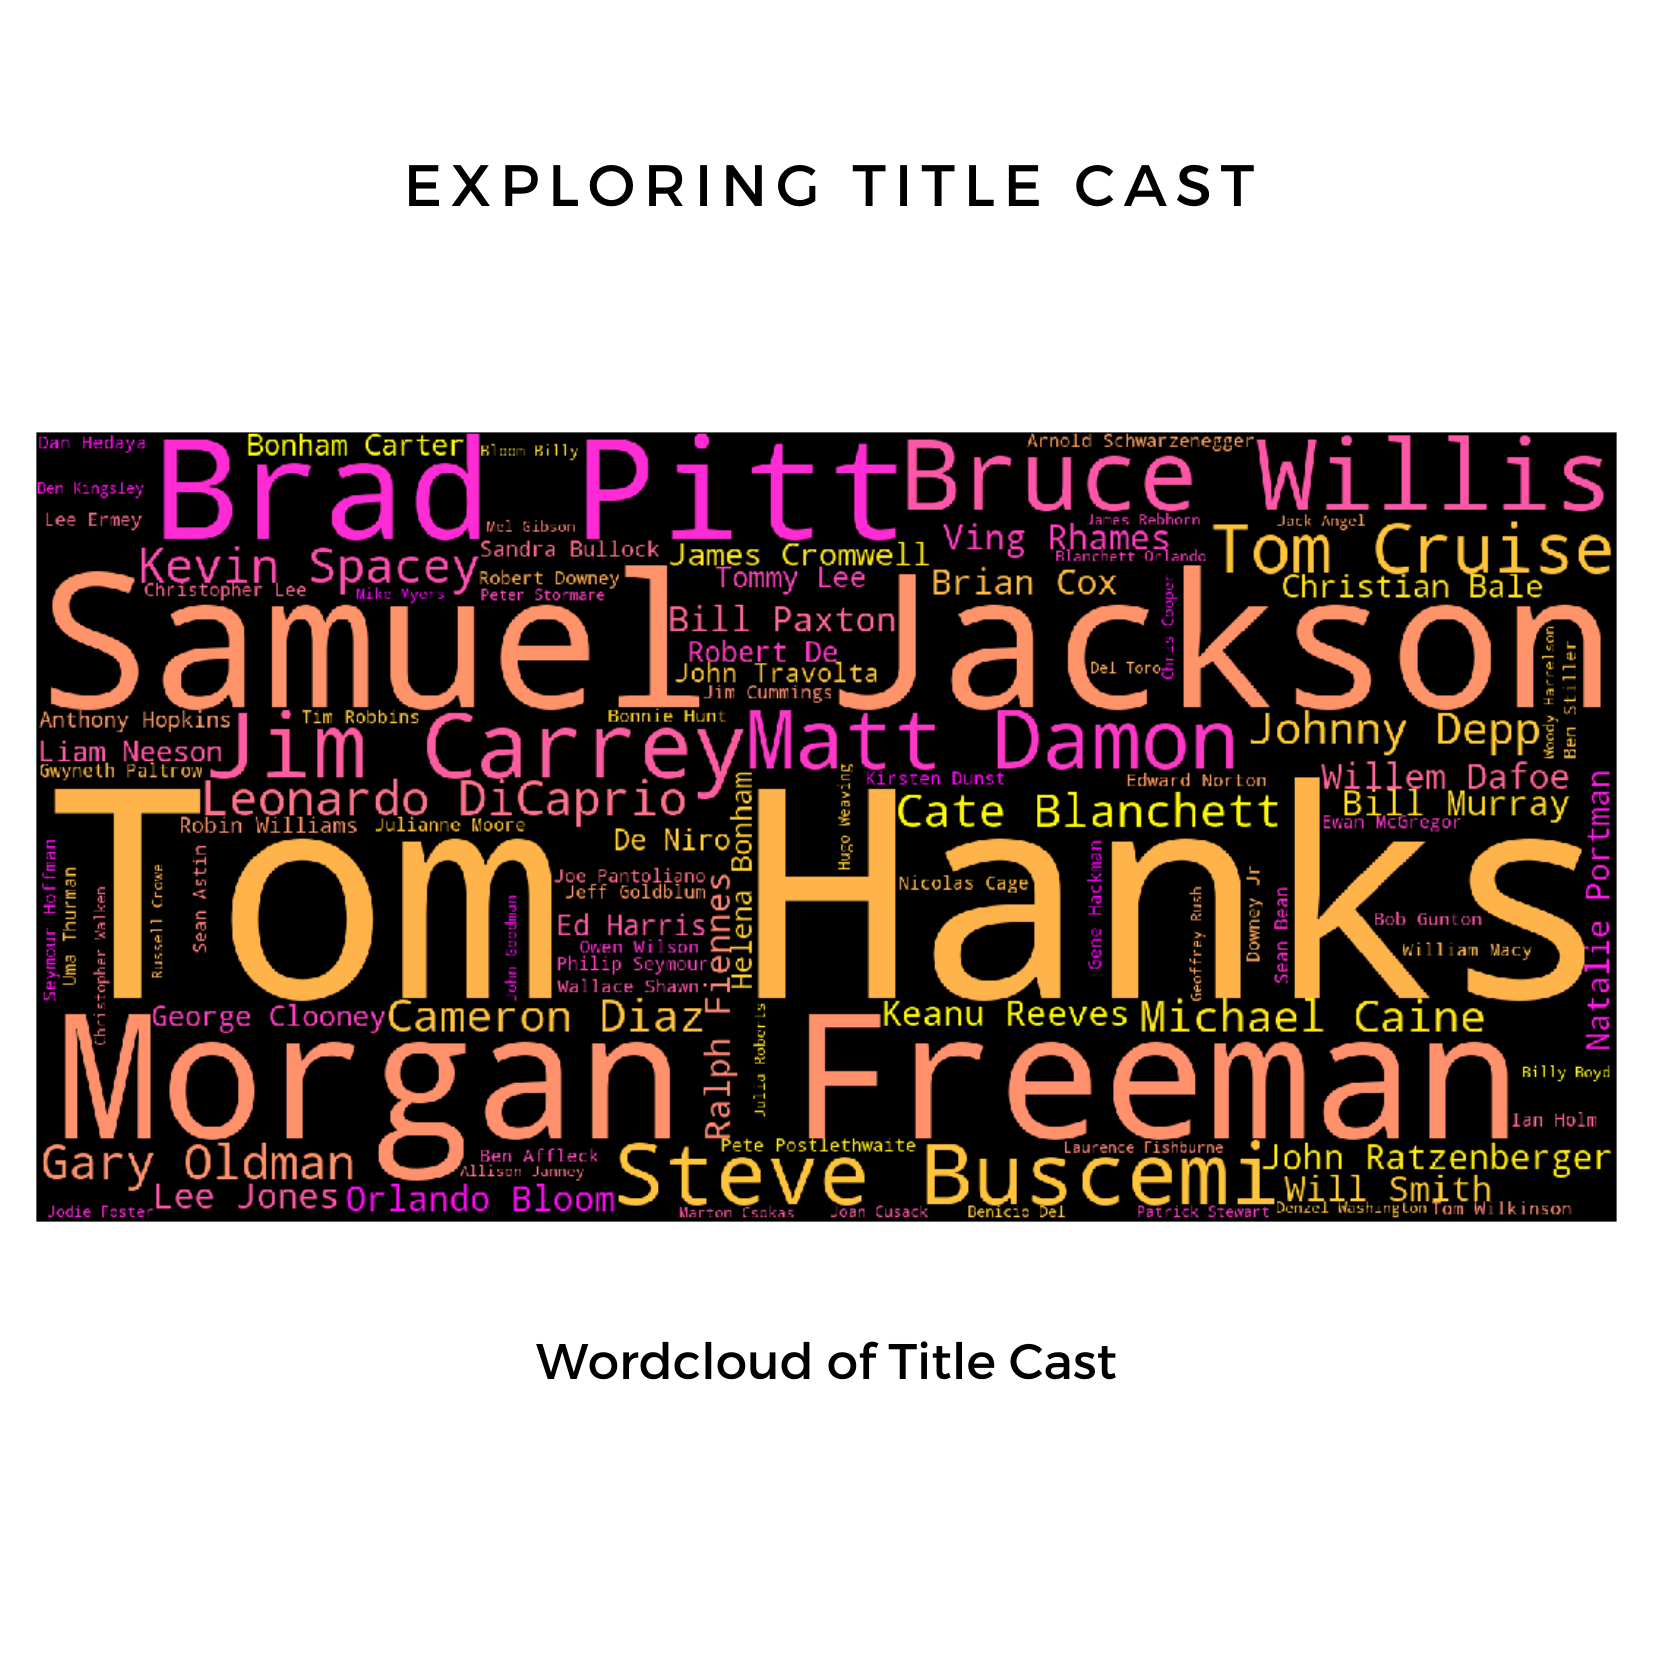 EXPLORING TITLE CAST
Dan Hedaya
Bonham Carter
Bloom Billy
Brad Pitt
Arnold Schwarzenegger
Bruce Willis
Ben Kingsley
Lee Ermey
Mel Gibson
James Rebhorn
Jack Angel
Ving Rhames
Tom Cruise
Kevin Spacey
Sandra Bullock
James Cromwell
Blanchett Orlando
Christopher Lee
Mike Myers
Robert Downey
Peter Stormare
Tommy Lee
Brian Cox
Christian Bale
Samuel Jackson
Bill Paxton
Robert De
John Travolta
Jim Cummings
Del Toro
Chris Cooper
Woody Harrelson
Ben Stiller
Anthony Hopkins
Tim Robbins
Bonnie Hunt
Liam Neeson
Jim Carrey
Matt Damon
Johnny Depp
Gwyneth Paltrow
Kirsten Dunst
Edward Norton
Willem Dafoe
Leonardo DiCaprio
Cate Blanchett
Bill Murray
Robin Williams
Julianne Moore
De Niro
Helena Bonham
Hugo Weaving
Ewan McGregor
Natalie Portman
Tom Hanks
Seymour Hoffman
Uma Thurman
Christopher Walken
Russell Crowe
Sean Astin
John Goodman
Joe Pantoliano
Jeff Goldblum
Ed Harris
Owen Wilson
Philip Seymour
Wallace Shawn
Ralph Fiennes
Nicolas Cage
Gene Hackman
Geoffrey Rush
Downey Jr
Sean Bean
Bob Gunton
William Macy
George Clooney
Cameron Diaz
Julia Roberts
Keanu Reeves
Michael Caine
Morgan Freeman
Billy Boyd
Ian Holm
Gary Oldman
Ben Affleck
Allison Janney
Pete Postlethwaite
Laurence Fishburne
Steve Buscemi
John Ratzenberger
Lee Jones
Orlando Bloom
Will Smith
Jodie Foster
Marton Csokas
Joan Cusack
Benicio Del
Patrick Stewart
Denzel Washington
Tom Wilkinson
Wordcloud of Title Cast